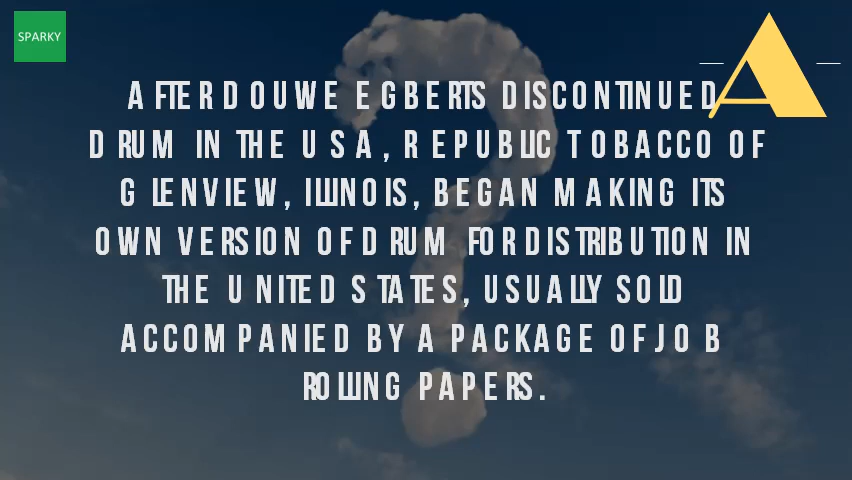 SPARKY
A
AFTER DOUWE EGBERTS DISCONTINUED
DRUM IN THE USA, REPUBLIC TOBACCO OF
GLENVIEW, ILLINOIS, BEGAN MAKING ITS
OWN VERSION OF DRUM FOR DISTRIBUTION IN
THE UNITED STATES, USUALLY SOLD
ACCOMPANIED BY A PACKAGE OF JOB
ROLLING PAPERS.